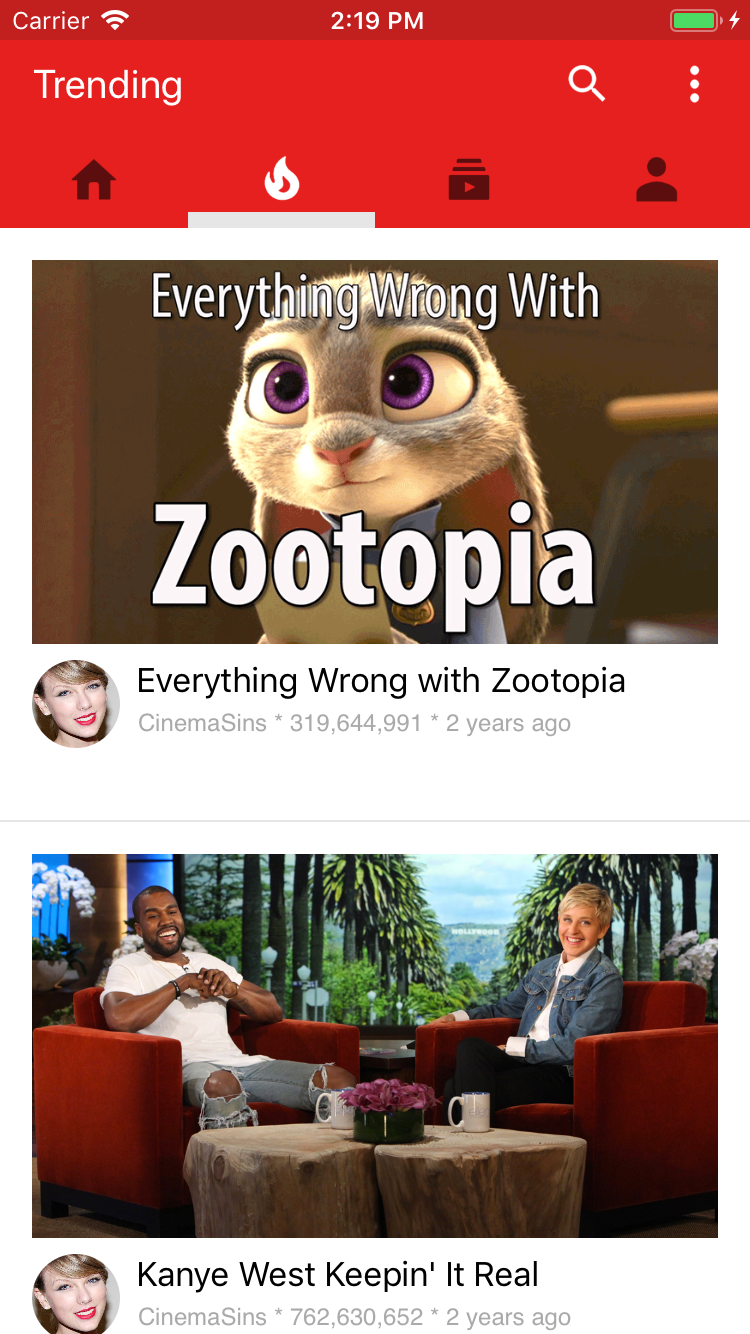 Carrier 2:19 PM
Trending
Everything Wrong With
Zootopia
Everything Wrong with Zootopia
CinemaSins * 319,644,991 * 2 years ago
HOLLYWOOD
Kanye West Keepin' It Real
CinemaSins * 762,630,652 * 2 years ago